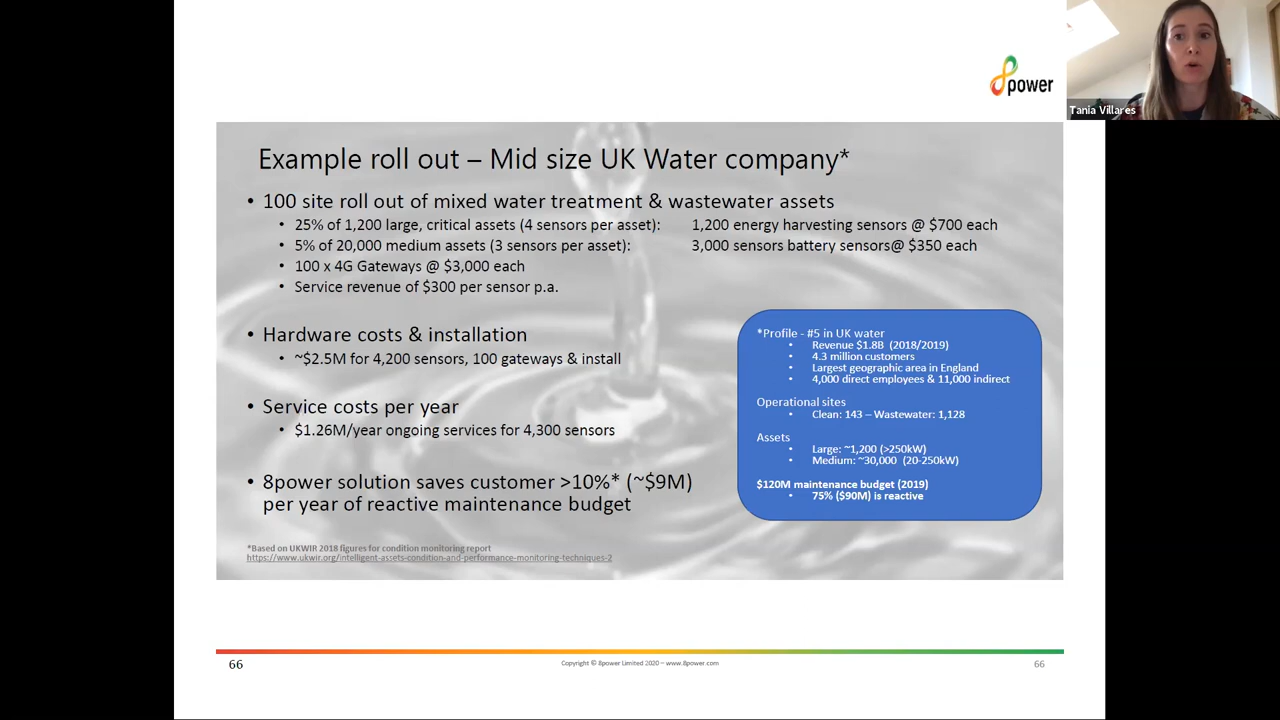 8power
Tania Villares
Example roll out – Mid size UK Water company*
• 100 site roll out of mixed water treatment & wastewater assets
• 25% of 1,200 large, critical assets (4 sensors per asset): 1,200 energy harvesting sensors @ $700 each
• 5% of 20,000 medium assets (3 sensors per asset): 3,000 sensors battery sensors@ $350 each
• 100 x 4G Gateways @ $3,000 each
• Service revenue of $300 per sensor p.a.
• Hardware costs & installation
• ~$2.5M for 4,200 sensors, 100 gateways & install
• Service costs per year
• $1.26M/year ongoing services for 4,300 sensors
• 8power solution saves customer >10%* (~$9M)
per year of reactive maintenance budget
*Based on UKWIR 2018 figures for condition monitoring report
https://www.ukwir.org/intelligent-assets-condition-and-performance-monitoring-techniques-2
*Profile - #5 in UK water
• Revenue $1.8B (2018/2019)
• 4.3 million customers
• Largest geographic area in England
• 4,000 direct employees & 11,000 indirect
Operational sites
• Clean: 143 – Wastewater: 1,128
Assets
• Large: ~1,200 (>250kW)
• Medium: ~30,000 (20-250kW)
$120M maintenance budget (2019)
• 75% ($90M) is reactive
66
Copyright © 8power Limited 2020 – www.8power.com
66